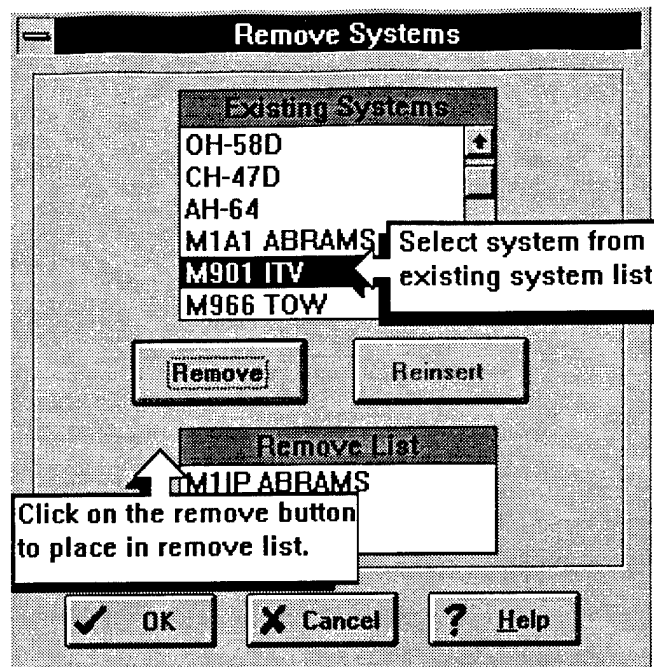 Remove Systems
Existing Systems
OH-58D
CH-47D
AH-64
M1A1 ABRAMS
M901 ITV
M966 TOW
Select system from
existing system list
Remove
Reinsert
Remove List
M1IP ABRAMS
Click on the remove button
to place in remove list.
OK
Cancel
? Help